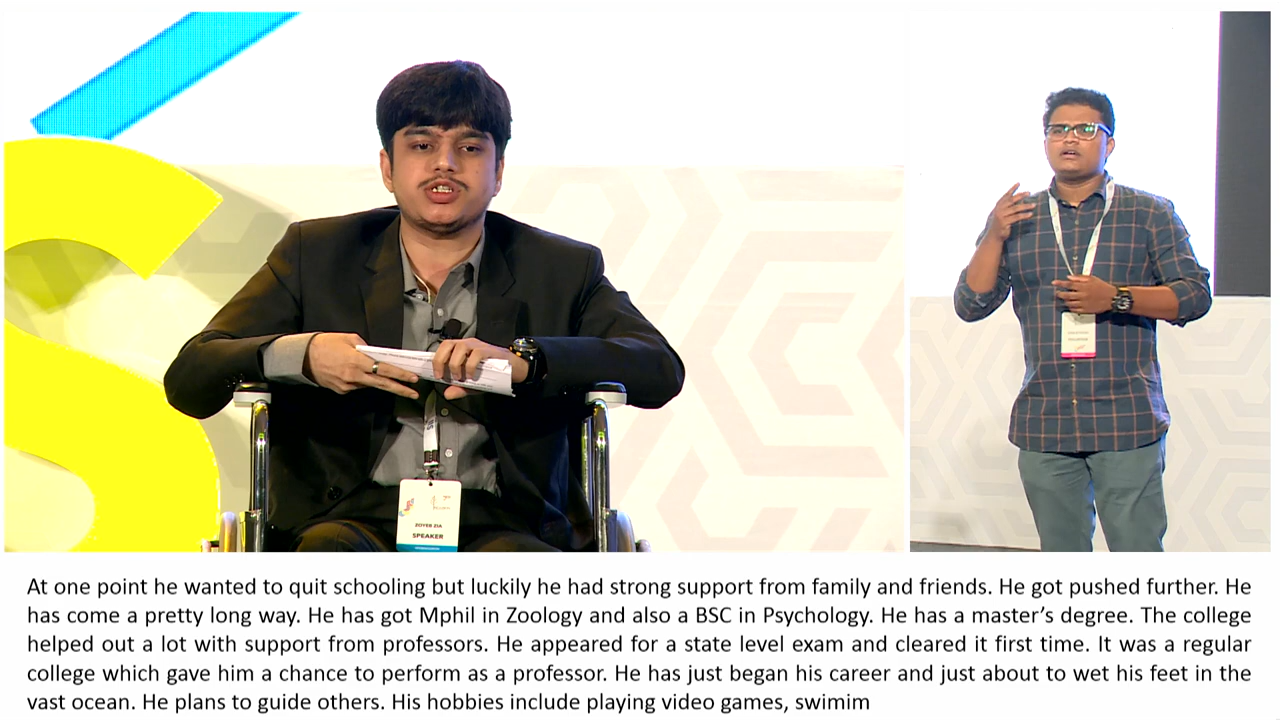 S
ZOYEB ZIA
SPEAKER
At one point he wanted to quit schooling but luckily he had strong support from family and friends. He got pushed further. He
has come a pretty long way. He has got Mphil in Zoology and also a BSC in Psychology. He has a master’s degree. The college
helped out a lot with support from professors. He appeared for a state level exam and cleared it first time. It was a regular
college which gave him a chance to perform as a professor. He has just began his career and just about to wet his feet in the
vast ocean. He plans to guide others. His hobbies include playing video games, swimim